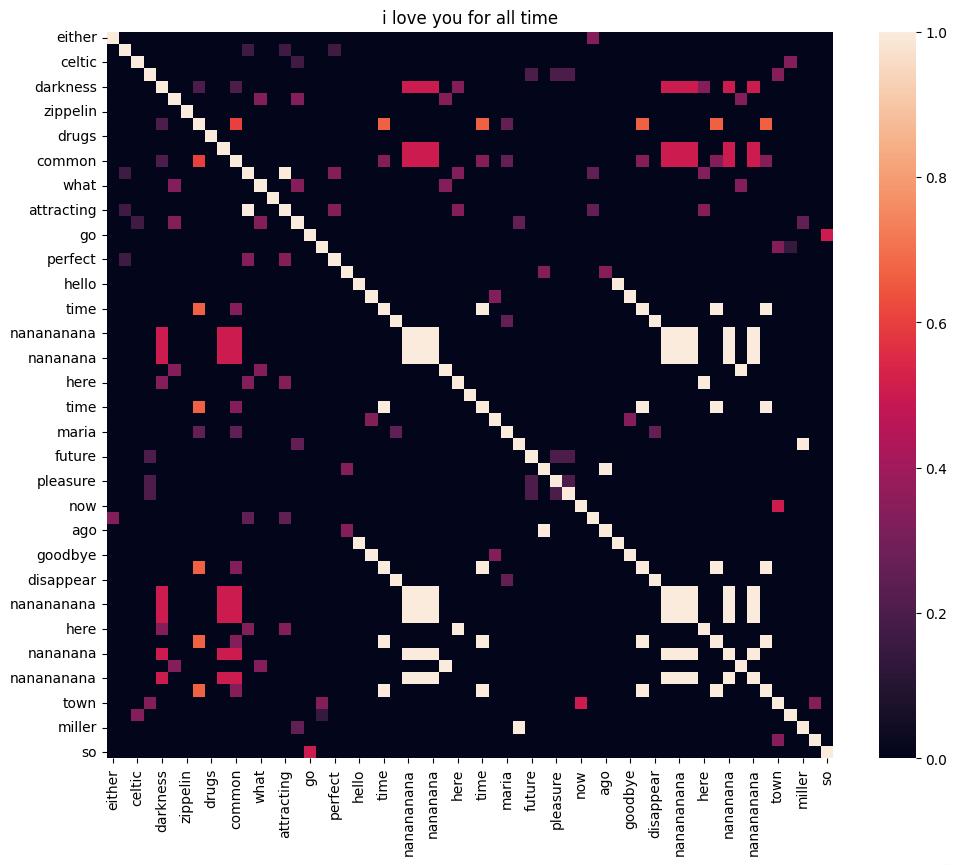 i love you for all time
either
celtic
darkness
zippelin
drugs
common
what
attracting
go
perfect
hello
time
nanananana
nananana
here
time
maria
future
pleasure
now
ago
goodbye
disappear
nanananana
here
nananana
nanananana
town
miller
so
either
celtic
darkness
zippelin
drugs
common
what
attracting
go
perfect
hello
time
nanananana
nananana
here
time
maria
future
pleasure
now
ago
goodbye
disappear
nanananana
here
nananana
nanananana
town
miller
so
1.0
0.8
0.6
0.4
0.2
0.0